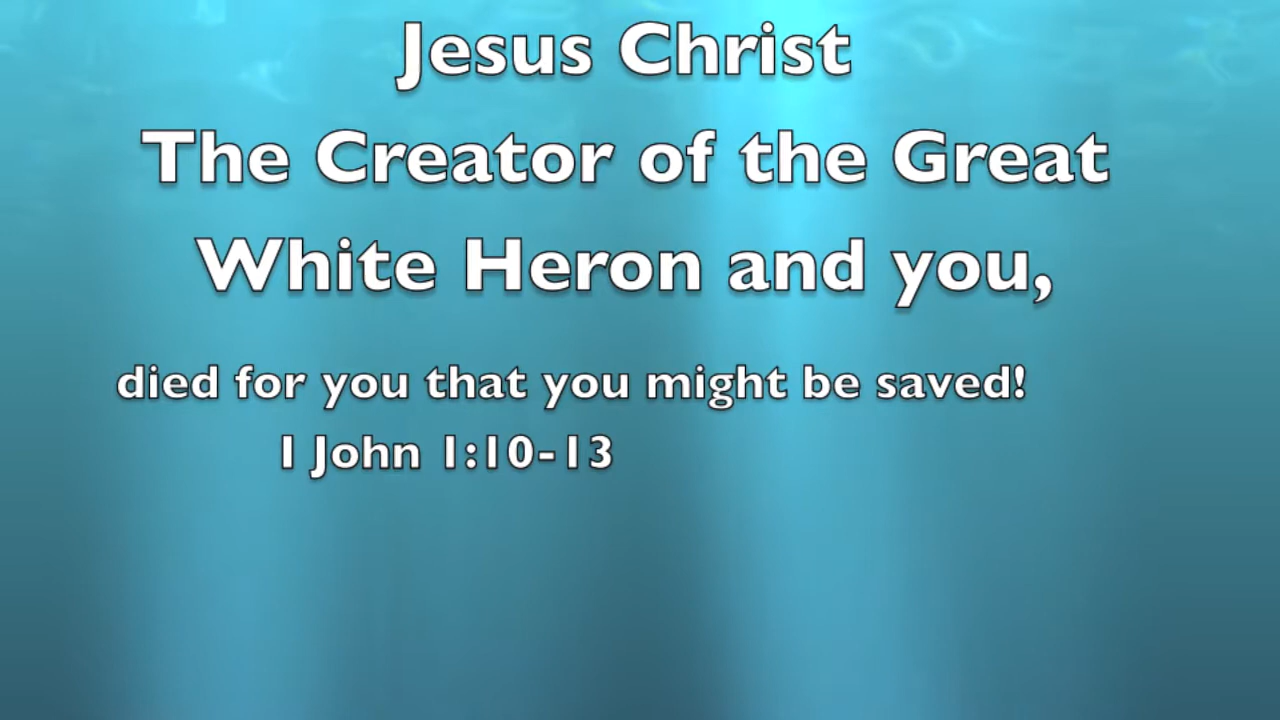 Jesus Christ
The Creator of the Great
White Heron and you,
died for you that you might be saved!
1 John 1:10-13